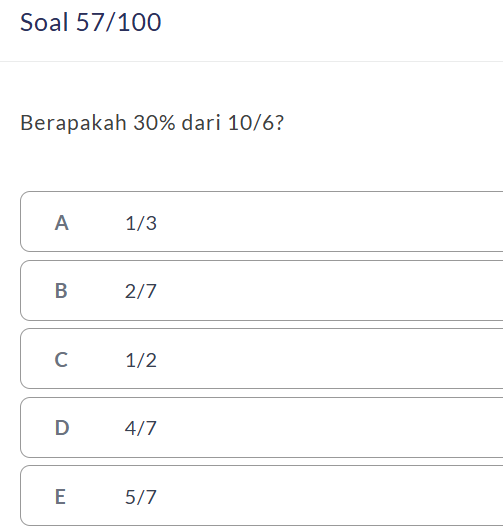 Soal 57/100
Berapakah 30% dari 10/6?
A 1/3
B 2/7
C 1/2
D 4/7
E 5/7